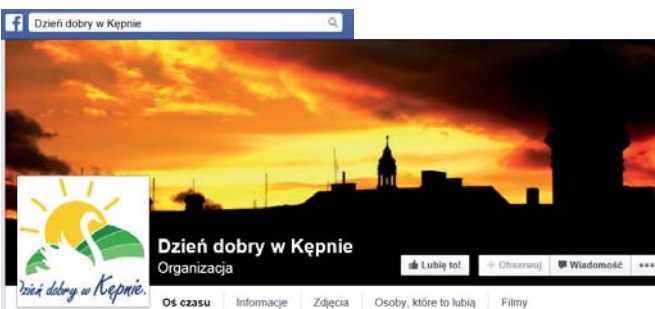 Dzień dobry w Kępnie
Dzień dobry w Kępnie
Organizacja
Lubię to!
Obserwuj
Wiadomość
Dzień dobry w Kępnie.
Oś czasu
Informacje
Zdjęcia
Osoby, które to lubią
Filmy